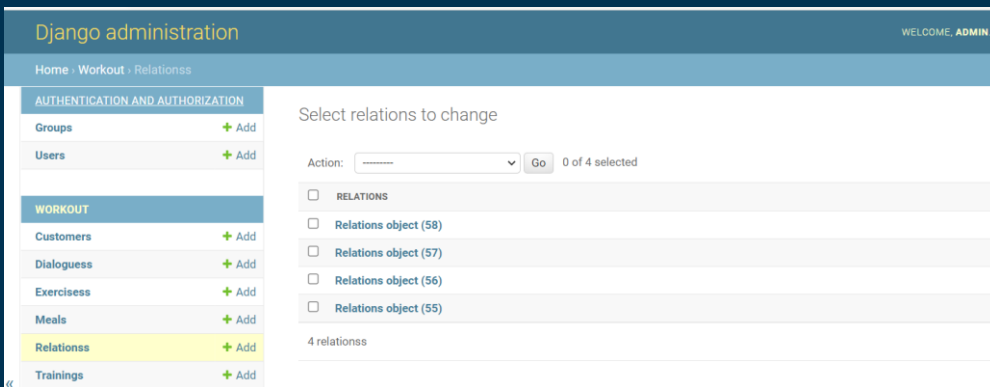 Django administration
WELCOME, ADMIN
Home › Workout › Relationss
AUTHENTICATION AND AUTHORIZATION
Groups + Add
Users + Add
WORKOUT
Customers + Add
Dialoguess + Add
Exercisess + Add
Meals + Add
Relationss + Add
Trainings + Add
«
Select relations to change
Action: --------- Go 0 of 4 selected
RELATIONS
Relations object (58)
Relations object (57)
Relations object (56)
Relations object (55)
4 relationss